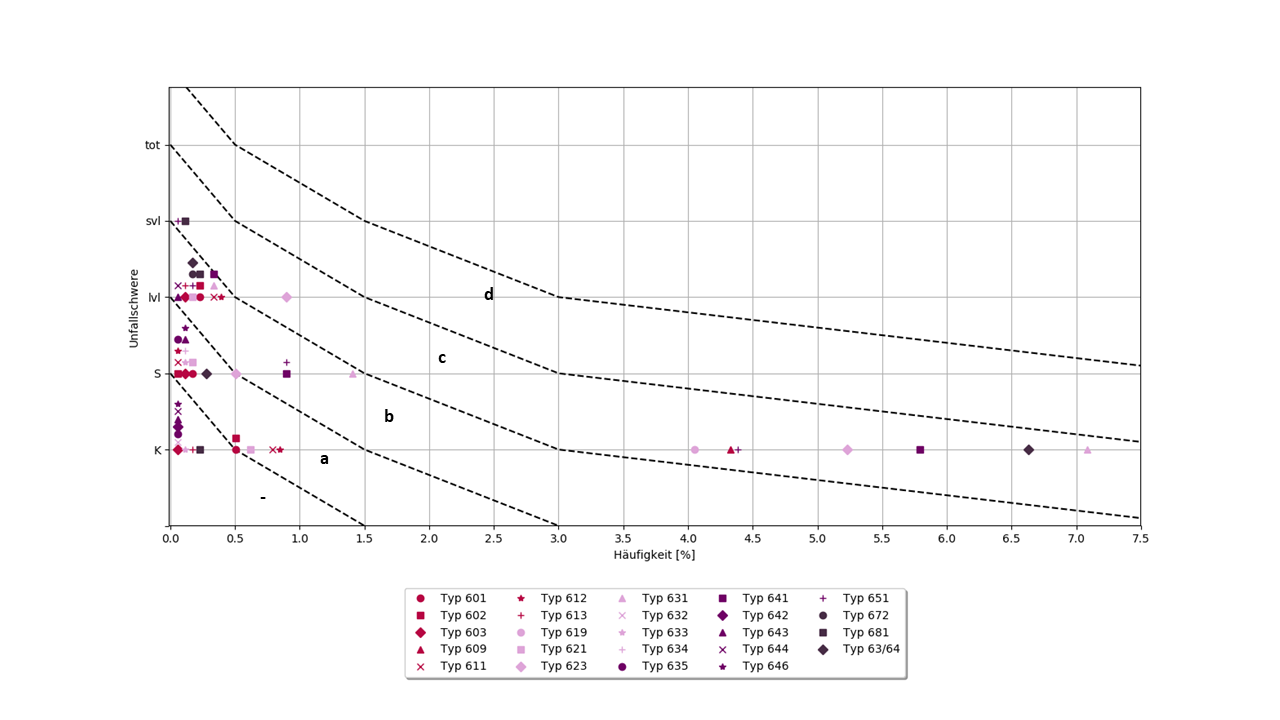 tot
svl
lvl
S
K
Unfallschwere
d
c
b
a
-
0.0 0.5 1.0 1.5 2.0 2.5 3.0 3.5 4.0 4.5 5.0 5.5 6.0 6.5 7.0 7.5
Häufigkeit [%]
Typ 601 Typ 612 Typ 631 Typ 641 Typ 651
Typ 602 Typ 613 Typ 632 Typ 642 Typ 672
Typ 603 Typ 619 Typ 633 Typ 643 Typ 681
Typ 609 Typ 621 Typ 634 Typ 644 Typ 63/64
Typ 611 Typ 623 Typ 635 Typ 646